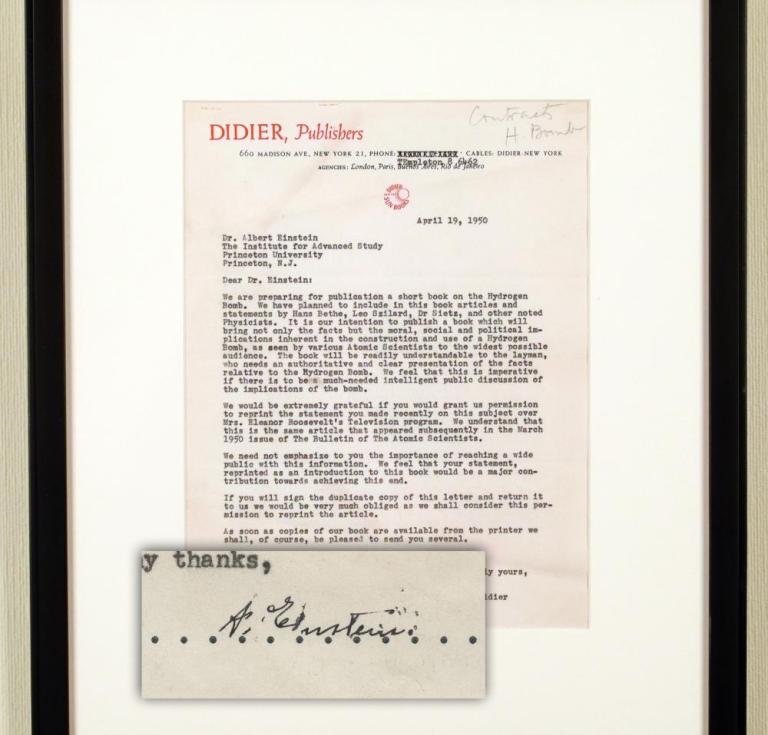 Contracts
H. Bomb
DIDIER, Publishers
660 MADISON AVE., NEW YORK 21, PHONE: · CABLES: DIDIER-NEW YORK
TEmpleton 8 6462
AGENCIES: London, Paris, Buenos Aires, Rio de Janeiro
DIDIER
SUN BOOKS
April 19, 1950
Dr. Albert Einstein
The Institute for Advanced Study
Princeton University
Princeton, N.J.
Dear Dr. Einstein:
We are preparing for publication a short book on the Hydrogen
Bomb. We have planned to include in this book articles and
statements by Hans Bethe, Leo Szilard, Dr Sietz, and other noted
Physicists. It is our intention to publish a book which will
bring not only the facts but the moral, social and political im-
plications inherent in the construction and use of a Hydrogen
Bomb, as seen by various Atomic Scientists to the widest possible
audience. The book will be readily understandable to the layman,
who needs an authoritative and clear presentation of the facts
relative to the Hydrogen Bomb. We feel that this is imperative
if there is to be a much-needed intelligent public discussion of
the implications of the bomb.
We would be extremely grateful if you would grant us permission
to reprint the statement you made recently on this subject over
Mrs. Eleanor Roosevelt's Television program. We understand that
this is the same article that appeared subsequently in the March
1950 issue of The Bulletin of The Atomic Scientists.
We need not emphasize to you the importance of reaching a wide
public with this information. We feel that your statement,
reprinted as an introduction to this book would be a major con-
tribution towards achieving this end.
If you will sign the duplicate copy of this letter and return it
to us we would be very much obliged as we shall consider this per-
mission to reprint the article.
As soon as copies of our book are available from the printer we
shall, of course, be pleased to send you several.
ly yours,
idier
y thanks,
A. Einstein.